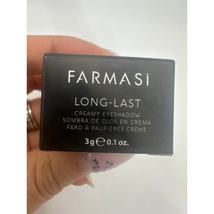 FARMASi
LONG-LAST
CREAMY EYESHADOW
SOMBRA DE OJOS EN CREMA
FARD À PAUPIÈRES CRÈME
3g ℮ 0.1 oz.